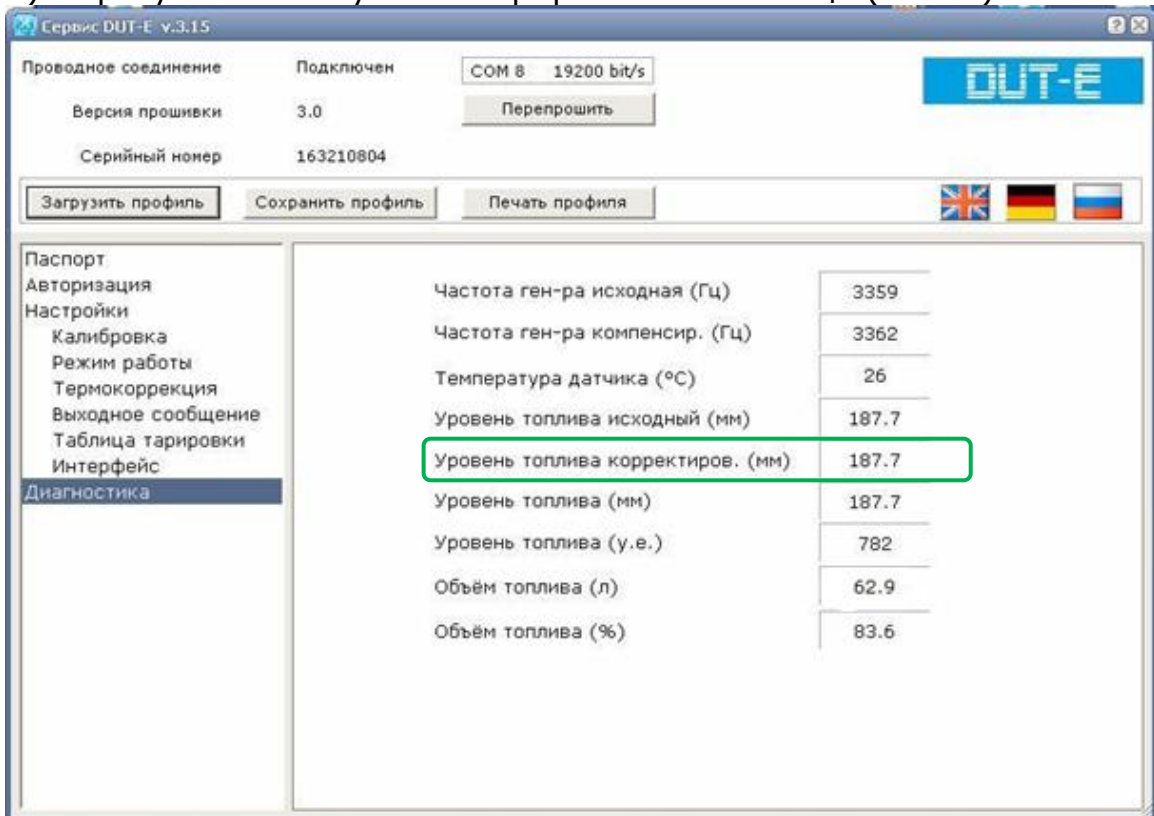 Сервис DUT-E v.3.15
Проводное соединение Подключен COM 8 19200 bit/s
DUT-E
Версия прошивки 3.0 Перепрошить
Серийный номер 163210804
Загрузить профиль Сохранить профиль Печать профиля
Паспорт
Авторизация
Настройки
Калибровка
Режим работы
Термокоррекция
Выходное сообщение
Таблица тарировки
Интерфейс
Диагностика
Частота ген-ра исходная (Гц) 3359
Частота ген-ра компенсир. (Гц) 3362
Температура датчика (°C) 26
Уровень топлива исходный (мм) 187.7
Уровень топлива корректиров. (мм) 187.7
Уровень топлива (мм) 187.7
Уровень топлива (у.е.) 782
Объём топлива (л) 62.9
Объём топлива (%) 83.6